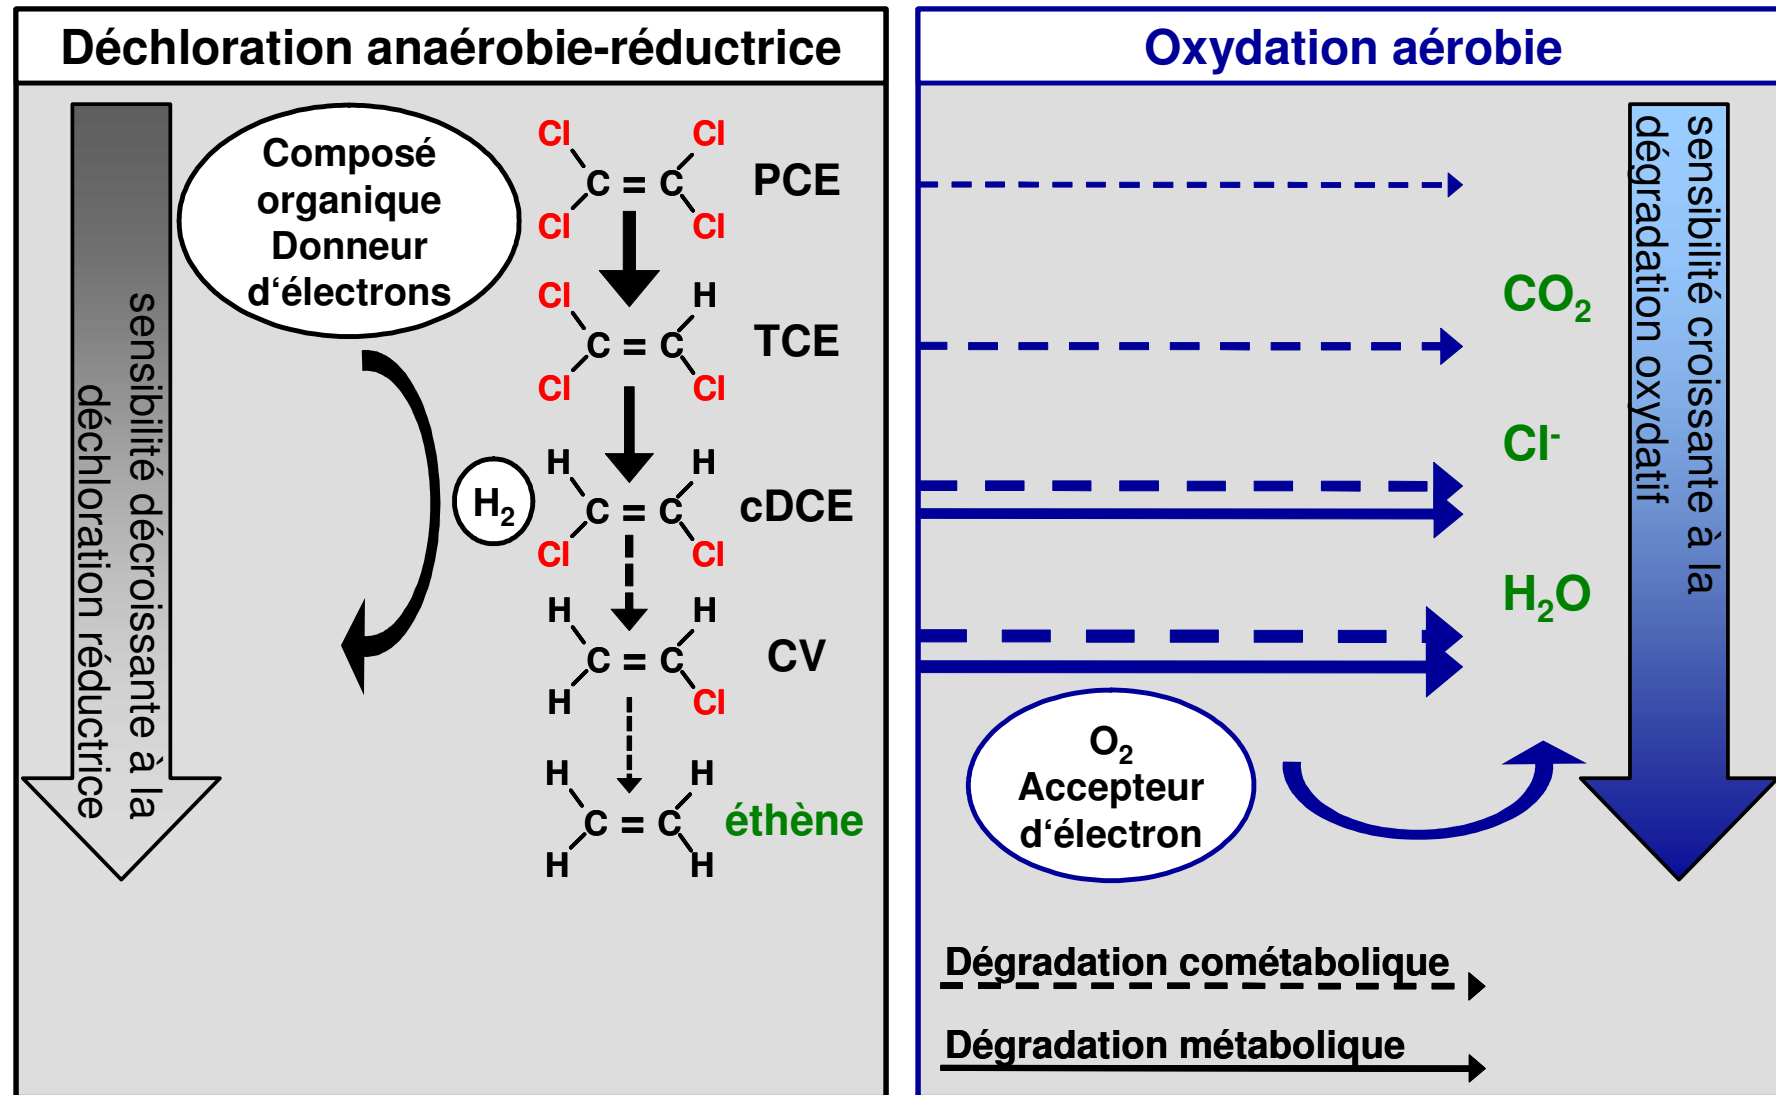 Déchloration anaérobie-réductrice
sensibilité décroissante à la
déchloration réductrice
Composé
organique
Donneur
d‘électrons
H2
Cl Cl
C = C
Cl Cl
PCE
Cl H
C = C
Cl Cl
TCE
H H
C = C
Cl Cl
cDCE
H H
C = C
H Cl
CV
H H
C = C
H H
éthène
Oxydation aérobie
CO2
Cl-
H2O
sensibilité croissante à la
dégradation oxydatif
O2
Accepteur
d‘électron
Dégradation cométabolique
Dégradation métabolique